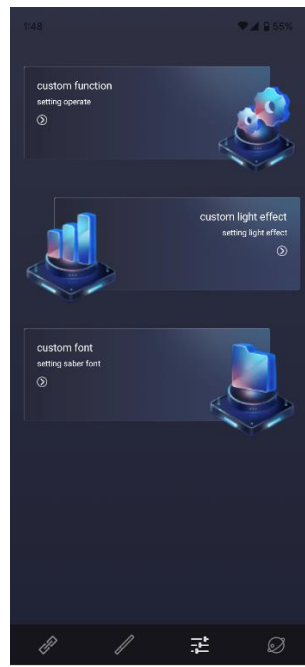 1:48
55%
custom function
setting operate
custom light effect
setting light effect
custom font
setting saber font